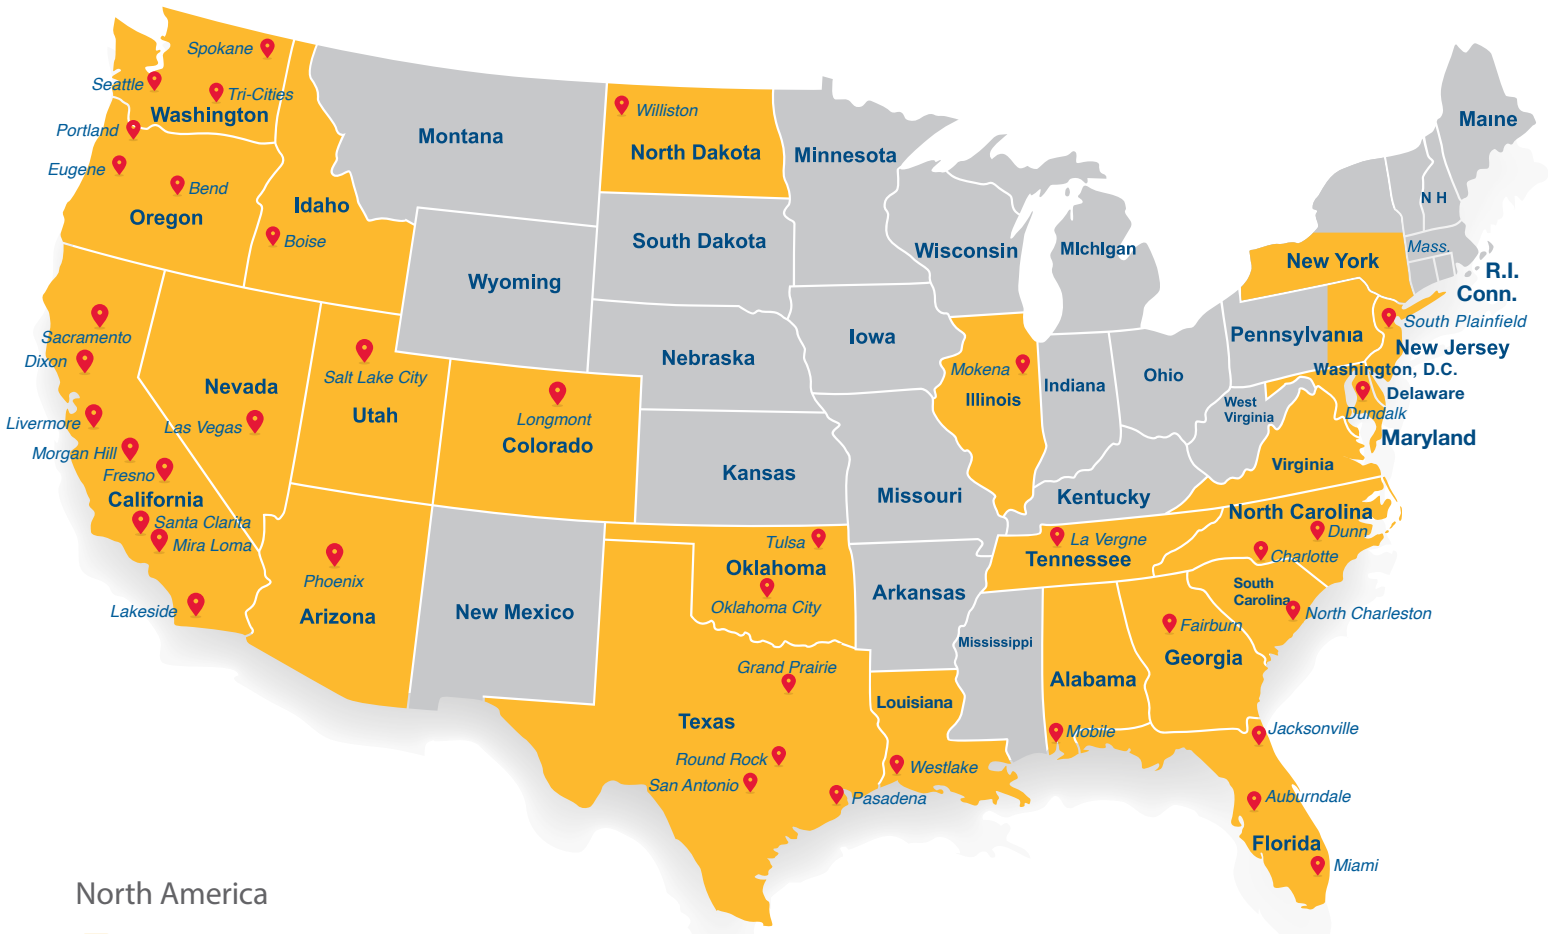 Spokane
Seattle
Tri-Cities
Washington
Portland
Eugene
Bend
Oregon
Idaho
Boise
Montana
Williston
North Dakota
Minnesota
Maine
N H
Mass.
R.I.
Conn.
South Dakota
Wisconsin
MIchIgan
New York
Wyoming
Sacramento
Dixon
Nevada
Salt Lake City
Utah
Longmont
Colorado
Nebraska
Iowa
Mokena
Illinois
Indiana
Ohio
Pennsylvanıa
South Plainfield
New Jersey
Washington, D.C.
Delaware
Dundalk
Maryland
West
Virginia
Virginia
Livermore
Las Vegas
Morgan Hill
Fresno
California
Santa Clarita
Mira Loma
Lakeside
Phoenix
Arizona
New Mexico
Kansas
Missouri
Kentucky
North Carolina
Dunn
Charlotte
La Vergne
Tennessee
Tulsa
Oklahoma
Oklahoma City
Arkansas
South
Carolina
North Charleston
Mississippi
Fairburn
Georgia
Alabama
Grand Prairie
Texas
Louisiana
Round Rock
San Antonio
Pasadena
Westlake
Mobile
Jacksonville
Auburndale
Florida
Miami
North America